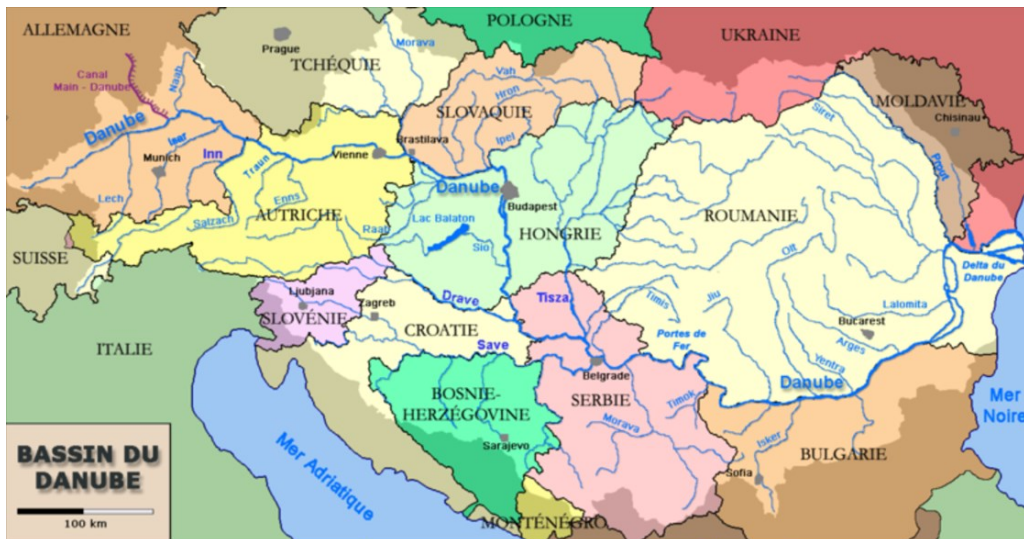 ALLEMAGNE
POLOGNE
UKRAINE
Prague
TCHÉQUIE
Morava
Canal
Main - Danube
Naab
Vah
Hron
SLOVAQUIE
Ipel
MOLDAVIE
Chisinau
Siret
Danube
Isar
Munich
Inn
Lech
Traun
Enns
Salzach
AUTRICHE
Vienne
Brastilava
Prout
Danube
Budapest
Lac Balaton
Raab
Sio
HONGRIE
ROUMANIE
Olt
SUISSE
Delta du
Danube
Ljubjana
SLOVÉNIE
Zagreb
Drave
Tisza
Timis
Jiu
Lalomita
CROATIE
Save
Portes de
Fer
Bucarest
Arges
ITALIE
Belgrade
Yentra
Danube
BOSNIE-
HERZÉGOVINE
SERBIE
Timok
Mer
Noire
Morava
Sarajevo
Isker
Sofia
BULGARIE
Mer Adriatique
MONTÉNÉGRO
BASSIN DU
DANUBE
100 km